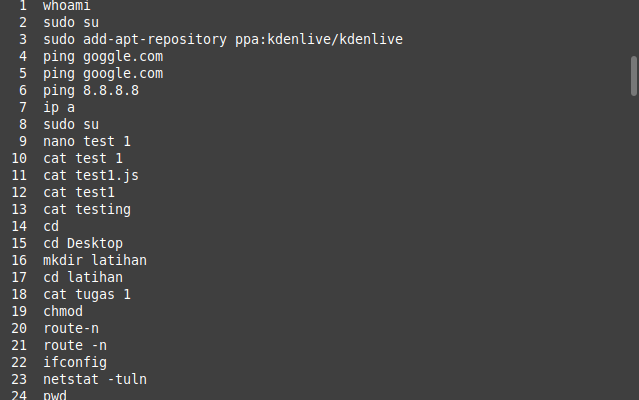 1 whoami
2 sudo su
3 sudo add-apt-repository ppa:kdenlive/kdenlive
4 ping goggle.com
5 ping google.com
6 ping 8.8.8.8
7 ip a
8 sudo su
9 nano test 1
10 cat test 1
11 cat test1.js
12 cat test1
13 cat testing
14 cd
15 cd Desktop
16 mkdir latihan
17 cd latihan
18 cat tugas 1
19 chmod
20 route-n
21 route -n
22 ifconfig
23 netstat -tuln
24 pwd